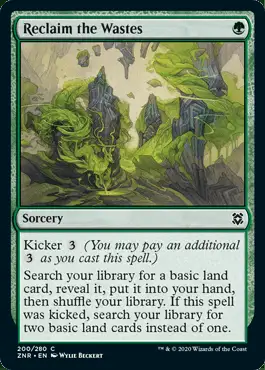 Reclaim the Wastes
Sorcery
Kicker 3 (You may pay an additional
3 as you cast this spell.)
Search your library for a basic land
card, reveal it, put it into your hand,
then shuffle your library. If this spell
was kicked, search your library for
two basic land cards instead of one.
200/280 C
ZNR • EN WYLIE BECKERT
™ & © 2020 Wizards of the Coast